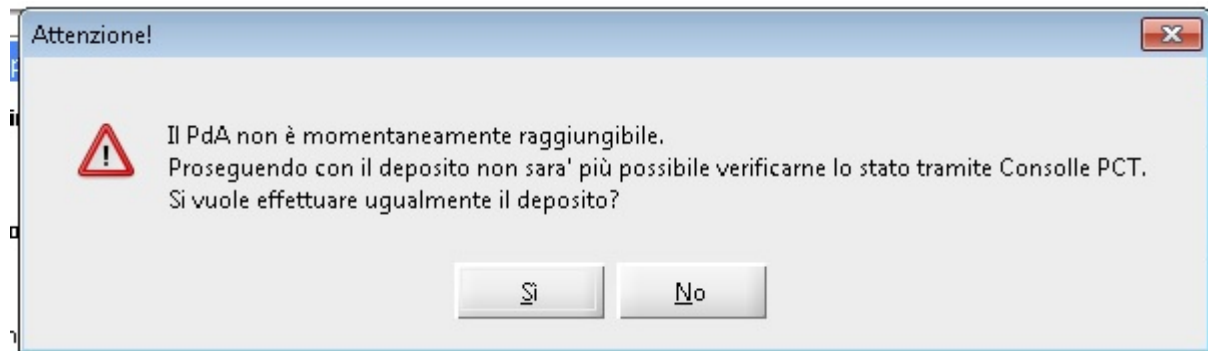 Attenzione!
Il PdA non è momentaneamente raggiungibile.
Proseguendo con il deposito non sara' più possibile verificarne lo stato tramite Consolle PCT.
Si vuole effettuare ugualmente il deposito?
Sì
No